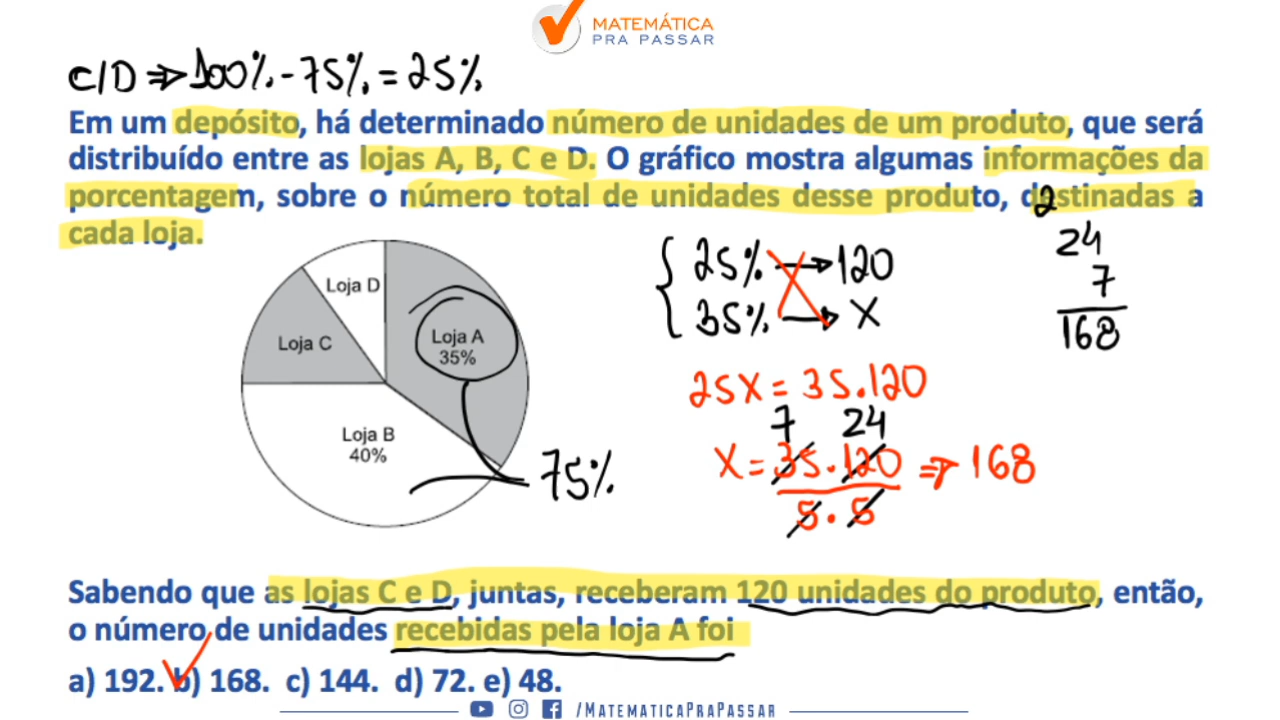 MATEMÁTICA
PRA PASSAR
C/D ⇒ 100% - 75% = 25%
Em um depósito, há determinado número de unidades de um produto, que será
distribuído entre as lojas A, B, C e D. O gráfico mostra algumas informações da
porcentagem, sobre o número total de unidades desse produto, destinadas a
cada loja.
2
24
7
168
25% → 120
35% → X
Loja D
Loja C
Loja A
35%
Loja B
40%
75%
25X = 35.120
7 24
X = 35.120 ⇒ 168
5.5
Sabendo que as lojas C e D, juntas, receberam 120 unidades do produto, então,
o número de unidades recebidas pela loja A foi
a) 192. b) 168. c) 144. d) 72. e) 48.
/MatematicaPraPassar